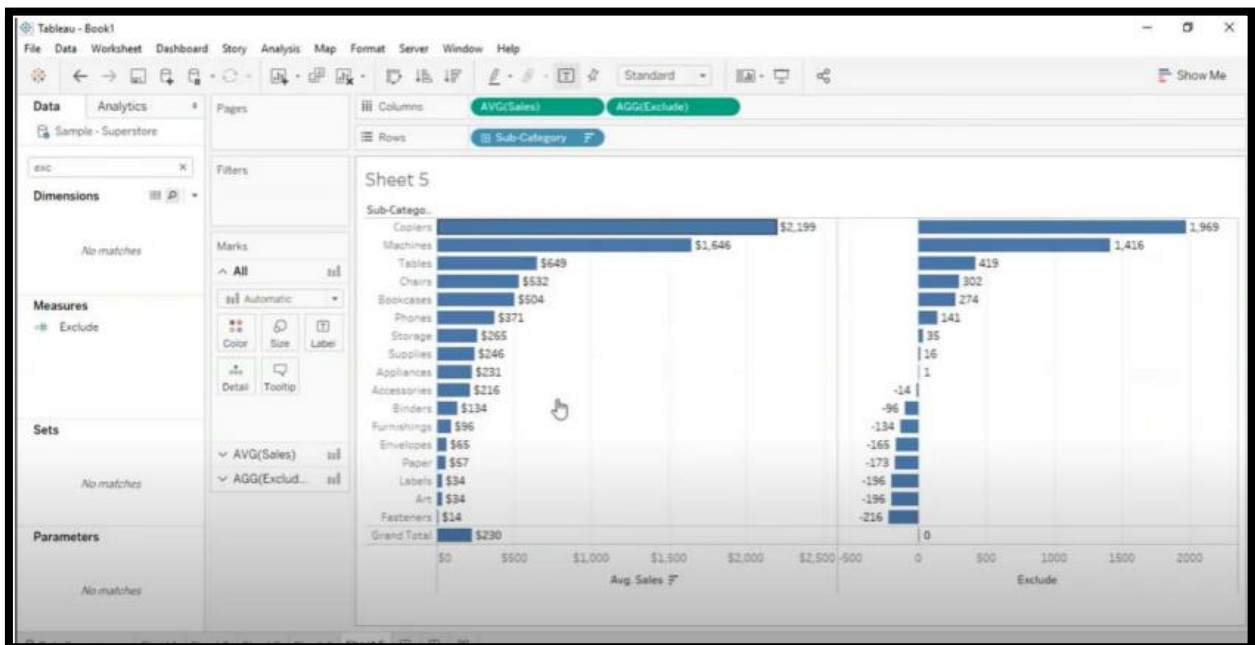 Tableau - Book1
File Data Worksheet Dashboard Story Analysis Map Format Server Window Help
Standard
Show Me
Data Analytics
Pages
Columns AVG(Sales) AGG(Exclude)
Sample - Superstore
Rows Sub-Category
exc
Filters
Sheet 5
Dimensions
Sub-Catego..
Copiers $2,199 1,969
No matches
Marks
Machines $1,646 1,416
Tables $649 419
All
Chairs $532 302
Measures
Automatic
Bookcases $504 274
Exclude
Phones $371 141
Storage $265 35
Color Size Label
Supplies $246 16
Appliances $231 1
Detail Tooltip
Accessories $216 -14
Binders $134 -96
Sets
Furnishings $96 -134
Envelopes $65 -165
AVG(Sales)
Paper $57 -173
No matches
AGG(Exclud...
Labels $34 -196
Art $34 -196
Fasteners $14 -216
Parameters
Grand Total $230 0
$0 $500 $1,000 $1,500 $2,000 $2,500 -500 0 500 1000 1500 2000
Avg. Sales Exclude
No matches